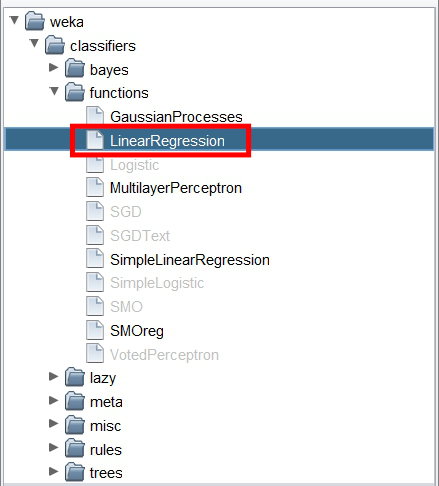 weka
classifiers
bayes
functions
GaussianProcesses
LinearRegression
Logistic
MultilayerPerceptron
SGD
SGDText
SimpleLinearRegression
SimpleLogistic
SMO
SMOreg
VotedPerceptron
lazy
meta
misc
rules
trees